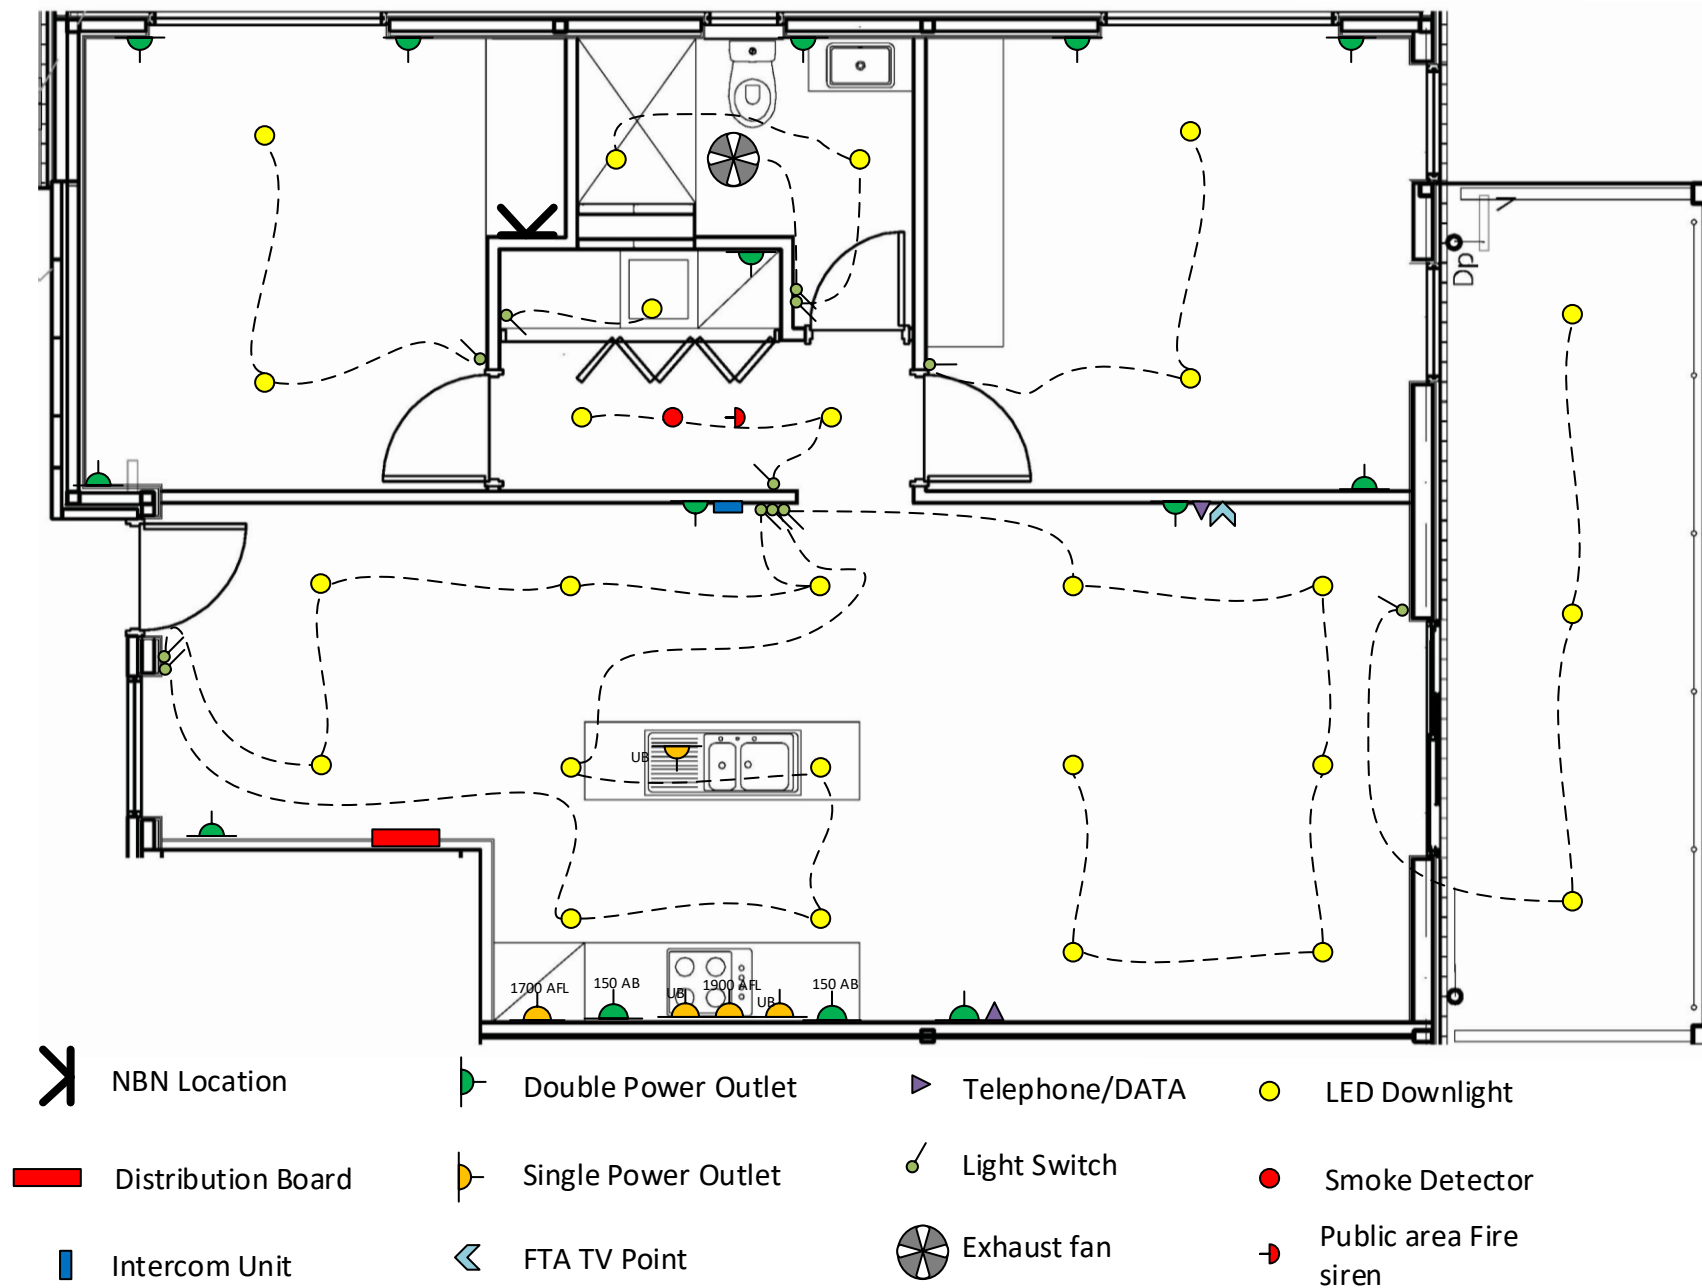 Dp
UB
1700 AFL
150 AB
UB
1900 AFL
UB
150 AB
NBN Location
Double Power Outlet
Telephone/DATA
LED Downlight
Distribution Board
Single Power Outlet
Light Switch
Smoke Detector
Intercom Unit
FTA TV Point
Exhaust fan
Public area Fire
siren